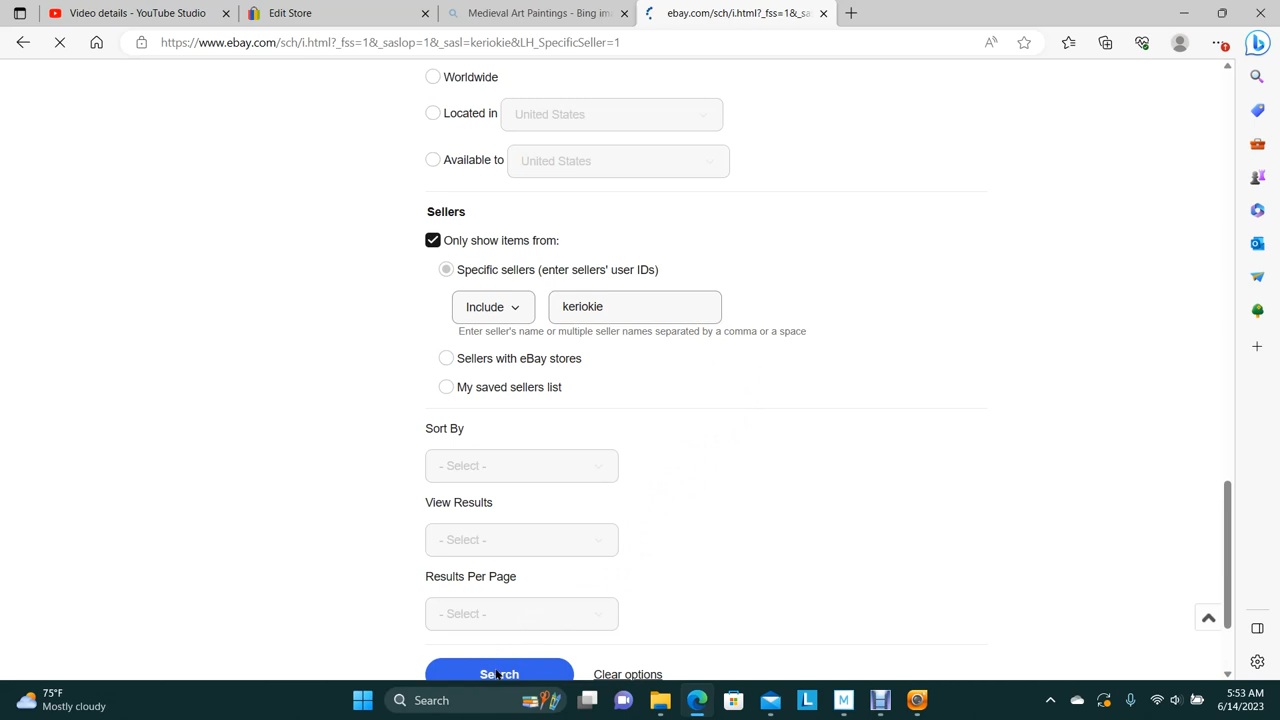 Video details - YouTube Studio
Edit Store
Medieval Art Paintings - Bing im
ebay.com/sch/i.html?_fss=1&_sa
https://www.ebay.com/sch/i.html?_fss=1&_saslop=1&_sasl=keriokie&LH_SpecificSeller=1
Worldwide
Located in United States
Available to United States
Sellers
Only show items from:
Specific sellers (enter sellers' user IDs)
Include keriokie
Enter seller's name or multiple seller names separated by a comma or a space
Sellers with eBay stores
My saved sellers list
Sort By
- Select -
View Results
- Select -
Results Per Page
- Select -
Search Clear options
75°F
Mostly cloudy
Search
5:53 AM
6/14/2023